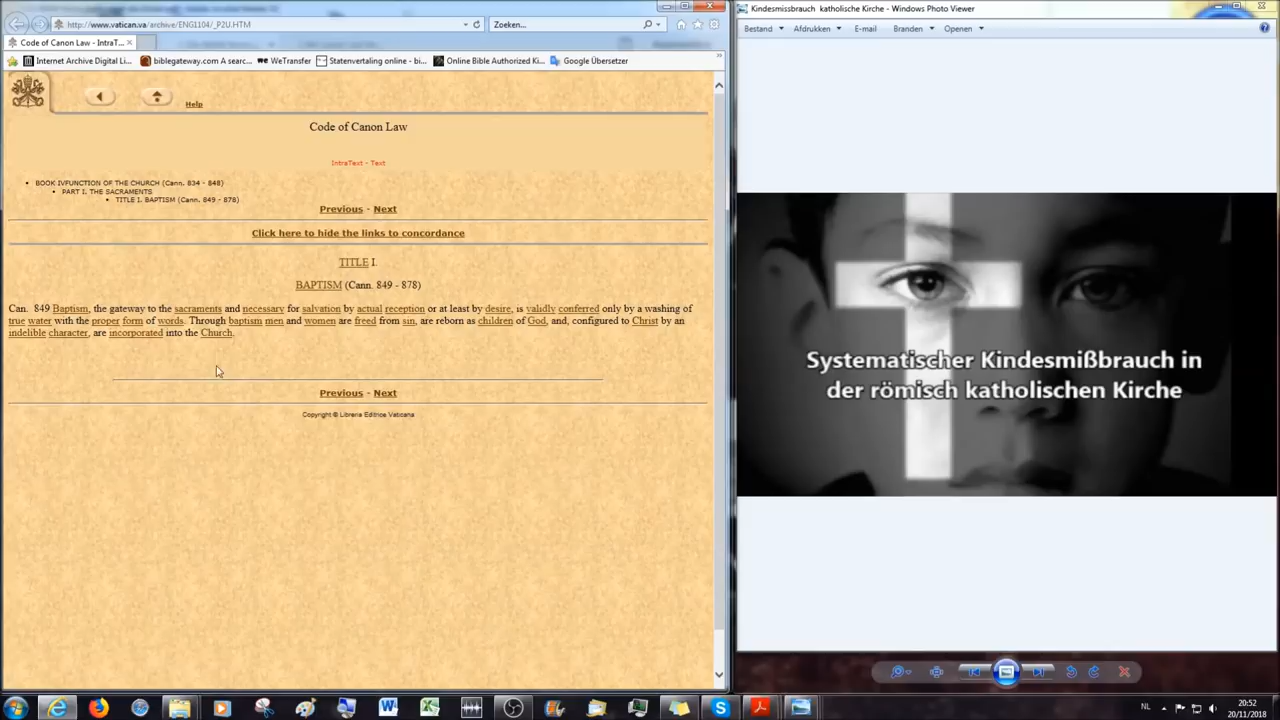 http://www.vatican.va/archive/ENG1104/_P2U.HTM
Zoeken...
Code of Canon Law - IntraT...
Internet Archive Digital Li...
biblegateway.com A searc...
WeTransfer
Statenvertaling online - bi...
Online Bible Authorized Ki...
Google Übersetzer
Help
Code of Canon Law
IntraText - Text
BOOK IVFUNCTION OF THE CHURCH (Cann. 834 - 848)
PART I. THE SACRAMENTS
TITLE I. BAPTISM (Cann. 849 - 878)
Previous - Next
Click here to hide the links to concordance
TITLE I.
BAPTISM (Cann. 849 - 878)
Can. 849 Baptism, the gateway to the sacraments and necessary for salvation by actual reception or at least by desire, is validly conferred only by a washing of
true water with the proper form of words. Through baptism men and women are freed from sin, are reborn as children of God, and, configured to Christ by an
indelible character, are incorporated into the Church.
Previous - Next
Copyright © Libreria Editrice Vaticana
Kindesmissbrauch katholische Kirche - Windows Photo Viewer
Bestand
Afdrukken
E-mail
Branden
Openen
Systematischer Kindesmißbrauch in
der römisch katholischen Kirche
NL
20:52
20/11/2018